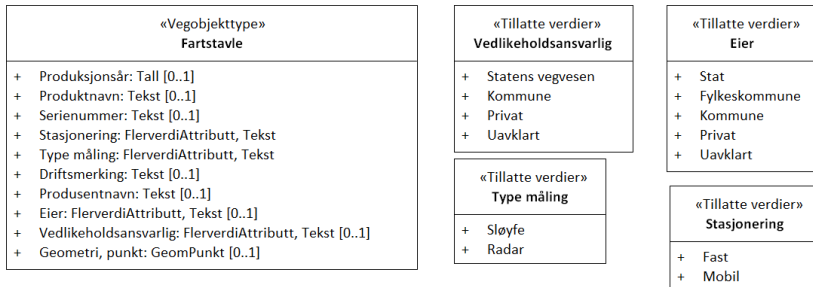 «Vegobjekttype»
Fartstavle
+ Produksjonsår: Tall [0..1]
+ Produktnavn: Tekst [0..1]
+ Serienummer: Tekst [0..1]
+ Stasjonering: FlerverdiAttributt, Tekst
+ Type måling: FlerverdiAttributt, Tekst
+ Driftsmerking: Tekst [0..1]
+ Produsentnavn: Tekst [0..1]
+ Eier: FlerverdiAttributt, Tekst [0..1]
+ Vedlikeholdsansvarlig: FlerverdiAttributt, Tekst [0..1]
+ Geometri, punkt: GeomPunkt [0..1]
«Tillatte verdier»
Vedlikeholdsansvarlig
+ Statens vegvesen
+ Kommune
+ Privat
+ Uavklart
«Tillatte verdier»
Type måling
+ Sløyfe
+ Radar
«Tillatte verdier»
Eier
+ Stat
+ Fylkeskommune
+ Kommune
+ Privat
+ Uavklart
«Tillatte verdier»
Stasjonering
+ Fast
+ Mobil